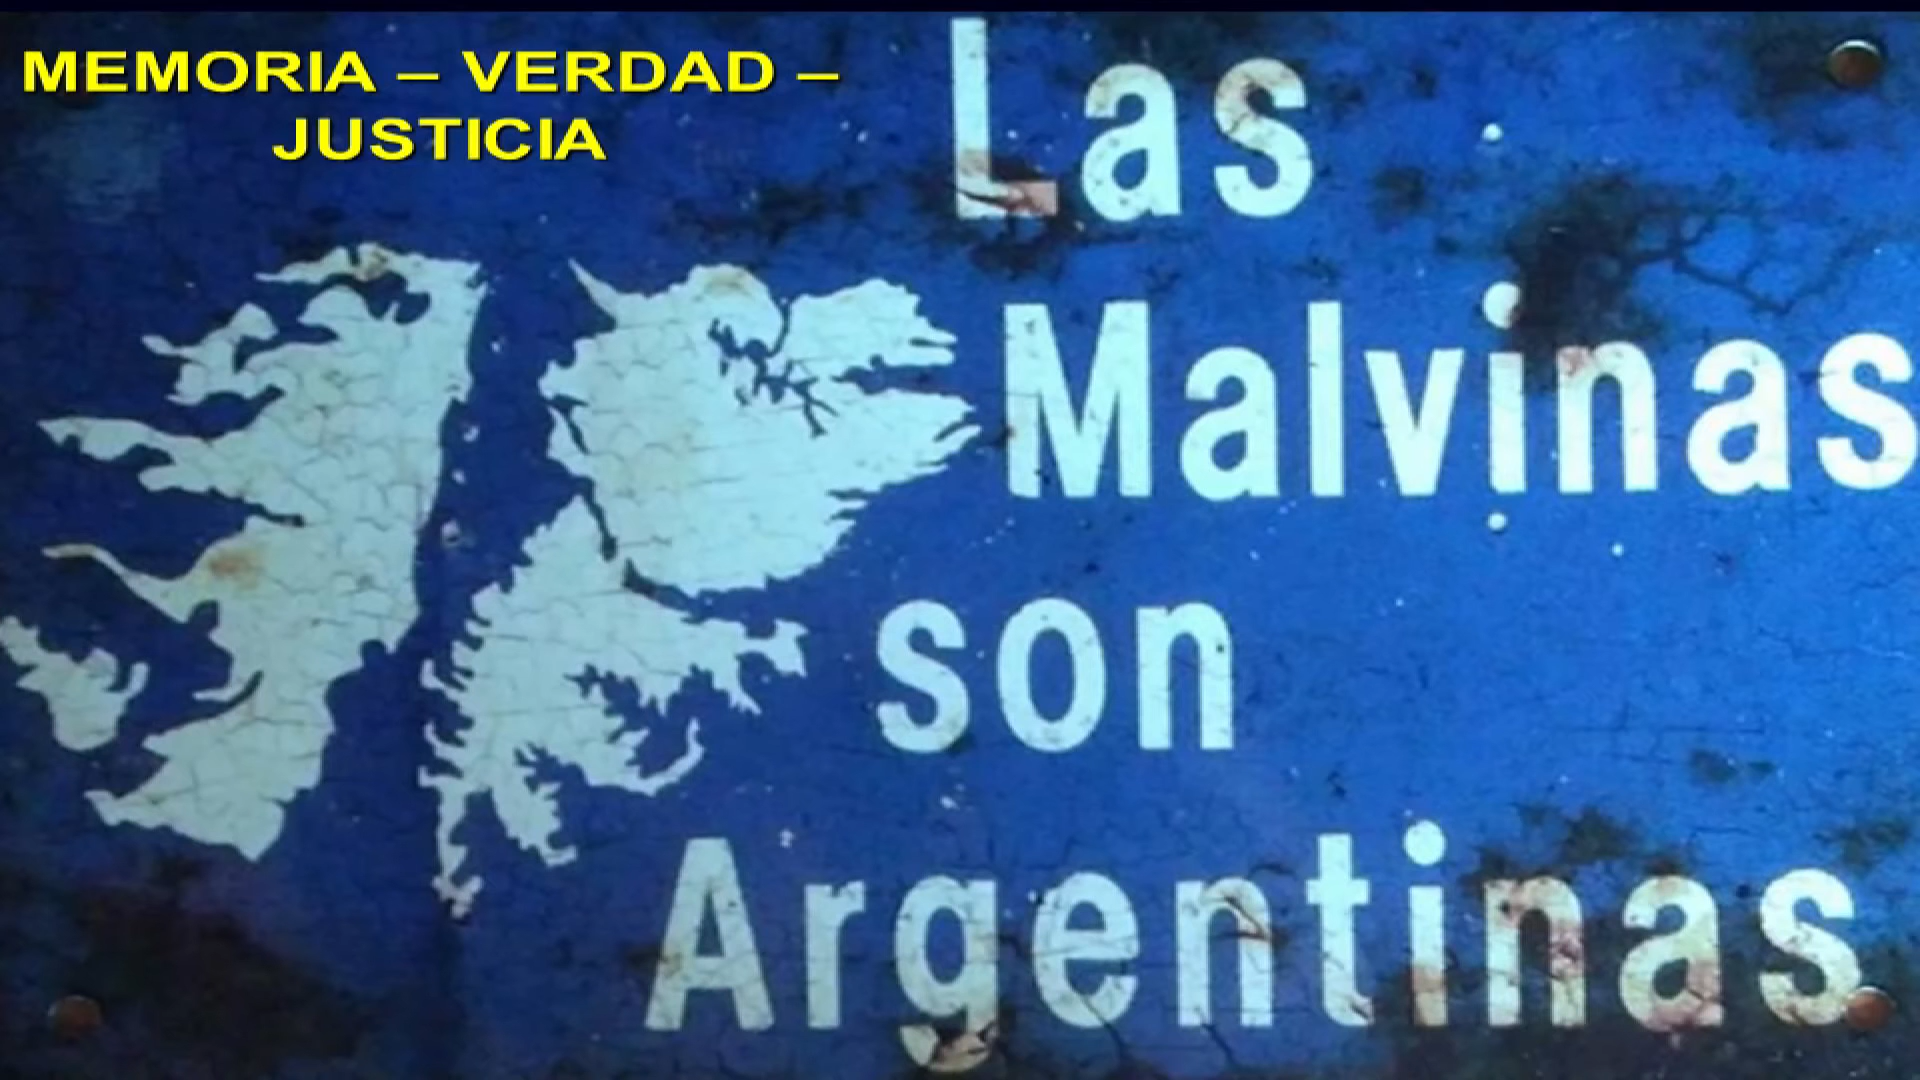 MEMORIA – VERDAD –
JUSTICIA
Las
Malvinas
son
Argentinas